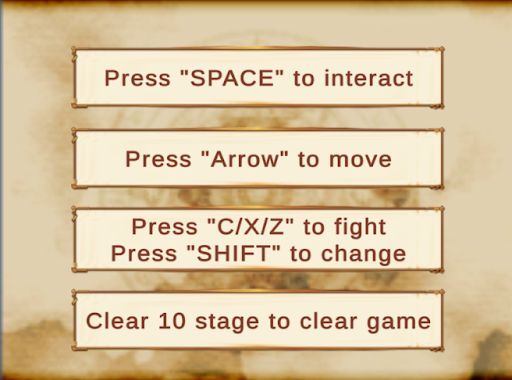 Press "SPACE" to interact
Press "Arrow" to move
Press "C/X/Z" to fight
Press "SHIFT" to change
Clear 10 stage to clear game